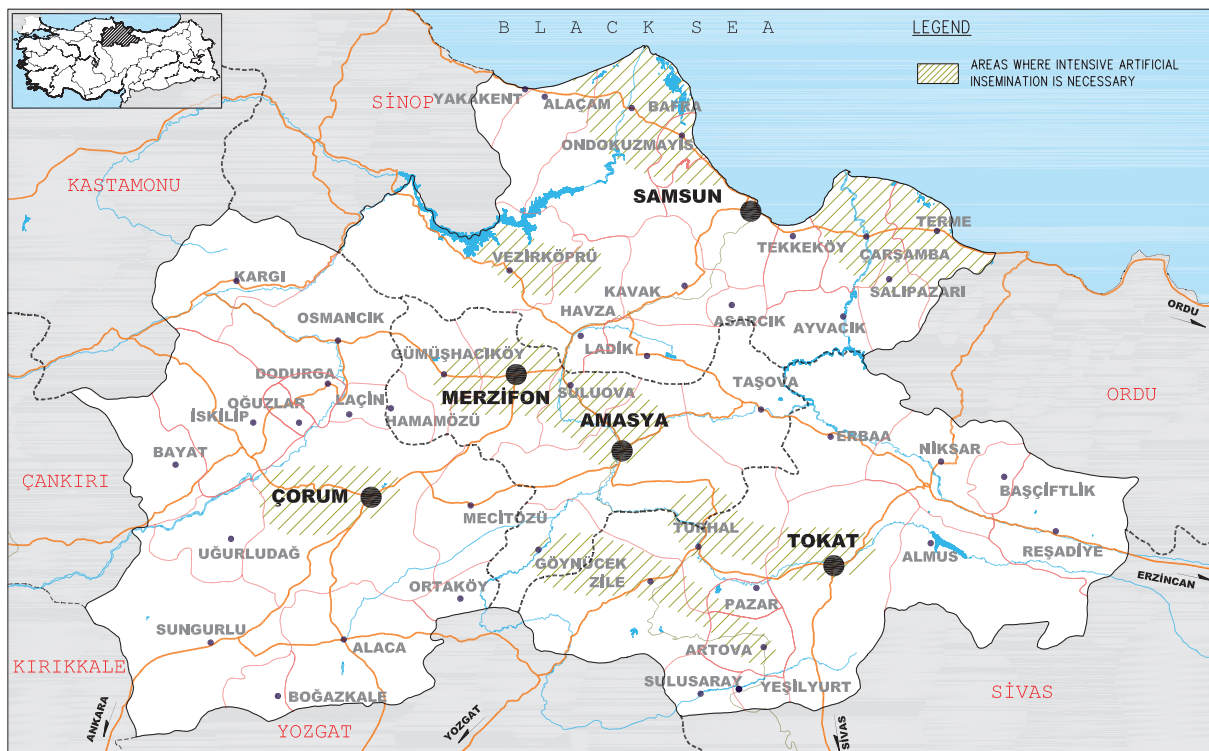 B L A C K S E A
LEGEND
AREAS WHERE INTENSIVE ARTIFICIAL
INSEMINATION IS NECESSARY
SİNOP
YAKAKENT
ALAÇAM
BAFRA
ONDOKUZMAYIS
KASTAMONU
SAMSUN
TERME
TEKKEKÖY
ÇARŞAMBA
VEZİRKÖPRÜ
KARGI
KAVAK
SALIPAZARI
HAVZA
ASARCIK
AYVACIK
ORDU
OSMANCIK
LADİK
GÜMÜŞHACIKÖY
DODURGA
MERZİFON
SULUOVA
TAŞOVA
ORDU
İSKİLİP
OĞUZLAR
LAÇİN
HAMAMÖZÜ
AMASYA
ERBAA
NİKSAR
BAYAT
ÇANKIRI
ÇORUM
BAŞÇİFTLİK
MECİTÖZÜ
UĞURLUDAĞ
TURHAL
TOKAT
ALMUS
REŞADİYE
GÖYNÜCEK
ZİLE
ERZİNCAN
ORTAKÖY
PAZAR
SUNGURLU
ALACA
ARTOVA
KIRIKKALE
SULUSARAY
YEŞİLYURT
BOĞAZKALE
SİVAS
ANKARA
YOZGAT
YOZGAT
SİVAS